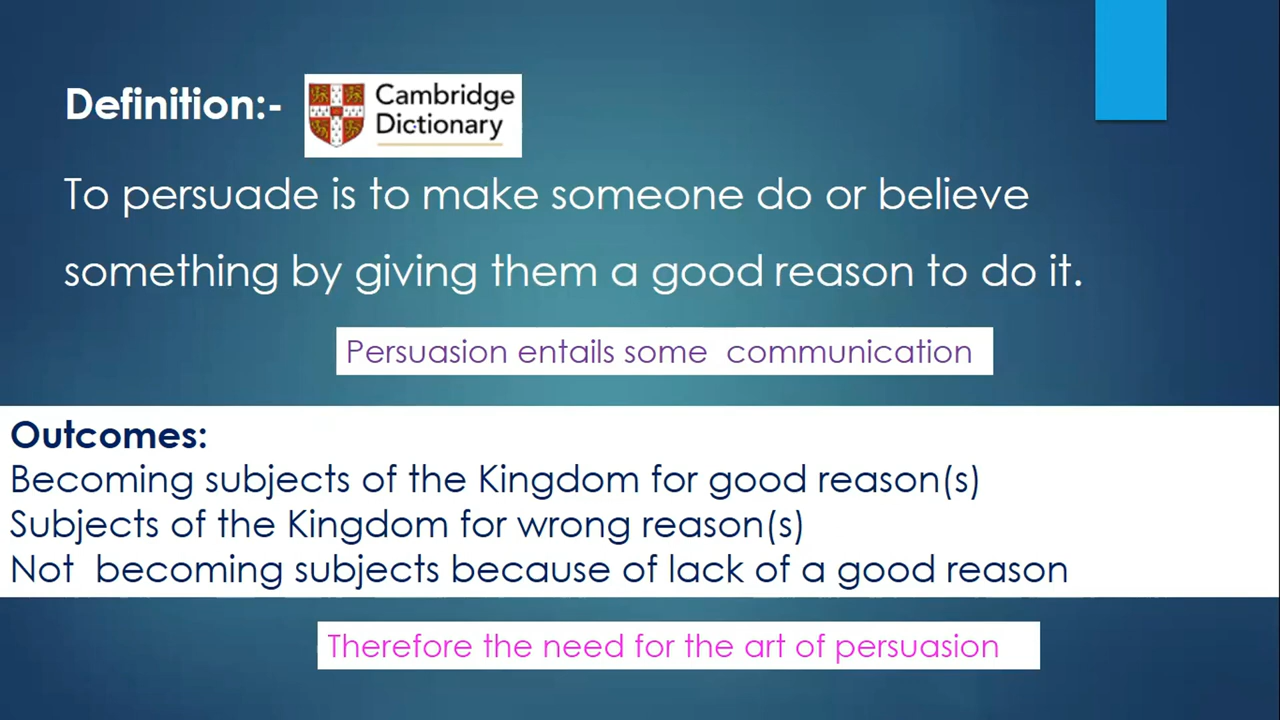 Definition:-
Cambridge
Dictionary
To persuade is to make someone do or believe
something by giving them a good reason to do it.
Persuasion entails some  communication
Outcomes:
Becoming subjects of the Kingdom for good reason(s)
Subjects of the Kingdom for wrong reason(s)
Not  becoming subjects because of lack of a good reason
Therefore the need for the art of persuasion